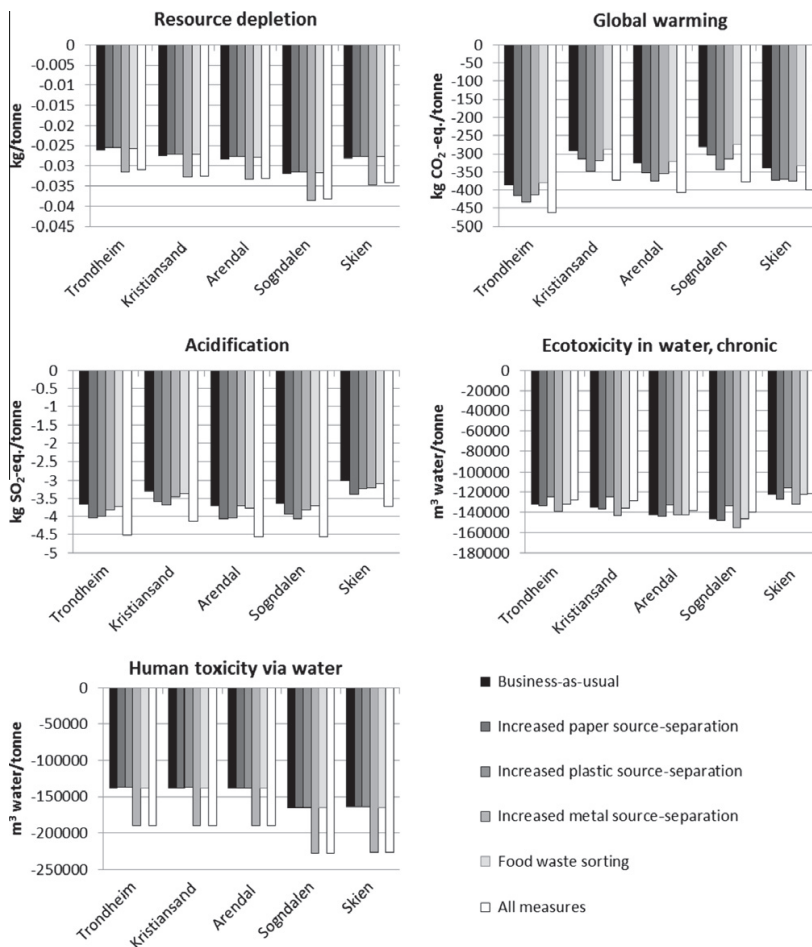 Resource depletion
kg/tonne
0
-0.005
-0.01
-0.015
-0.02
-0.025
-0.03
-0.035
-0.04
-0.045
Trondheim
Kristiansand
Arendal
Sogndalen
Skien
Global warming
kg CO₂-eq./tonne
0
-50
-100
-150
-200
-250
-300
-350
-400
-450
-500
Trondheim
Kristiansand
Arendal
Sogndalen
Skien
Acidification
kg SO₂-eq./tonne
0
-0.5
-1
-1.5
-2
-2.5
-3
-3.5
-4
-4.5
-5
Trondheim
Kristiansand
Arendal
Sogndalen
Skien
Ecotoxicity in water, chronic
m³ water/tonne
0
-20000
-40000
-60000
-80000
-100000
-120000
-140000
-160000
-180000
Trondheim
Kristiansand
Arendal
Sogndalen
Skien
Human toxicity via water
m³ water/tonne
0
-50000
-100000
-150000
-200000
-250000
Trondheim
Kristiansand
Arendal
Sogndalen
Skien
Business-as-usual
Increased paper source-separation
Increased plastic source-separation
Increased metal source-separation
Food waste sorting
All measures